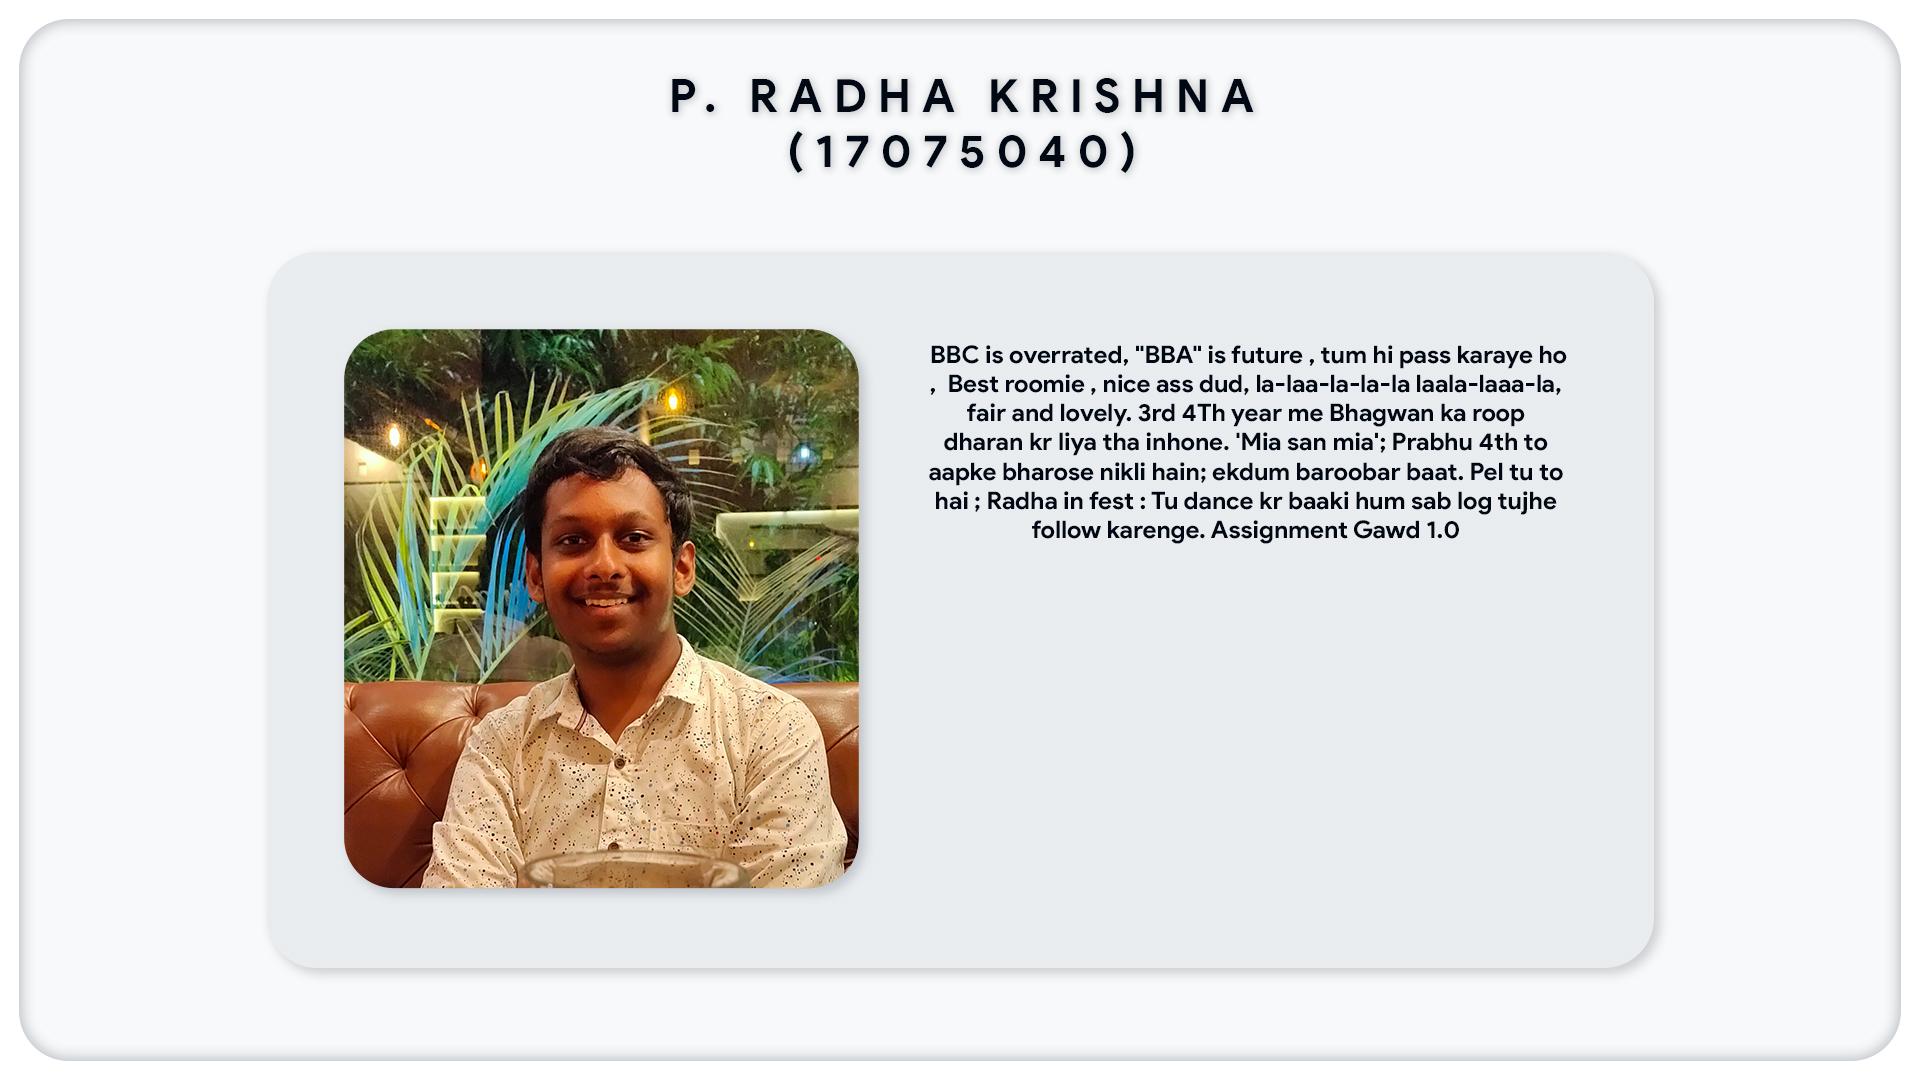 P. RADHA KRISHNA
(17075040)
BBC is overrated, "BBA" is future , tum hi pass karaye ho
,  Best roomie , nice ass dud, la-laa-la-la-la laala-laaa-la,
fair and lovely. 3rd 4Th year me Bhagwan ka roop
dharan kr liya tha inhone. 'Mia san mia'; Prabhu 4th to
aapke bharose nikli hain; ekdum baroobar baat. Pel tu to
hai ; Radha in fest : Tu dance kr baaki hum sab log tujhe
follow karenge. Assignment Gawd 1.0